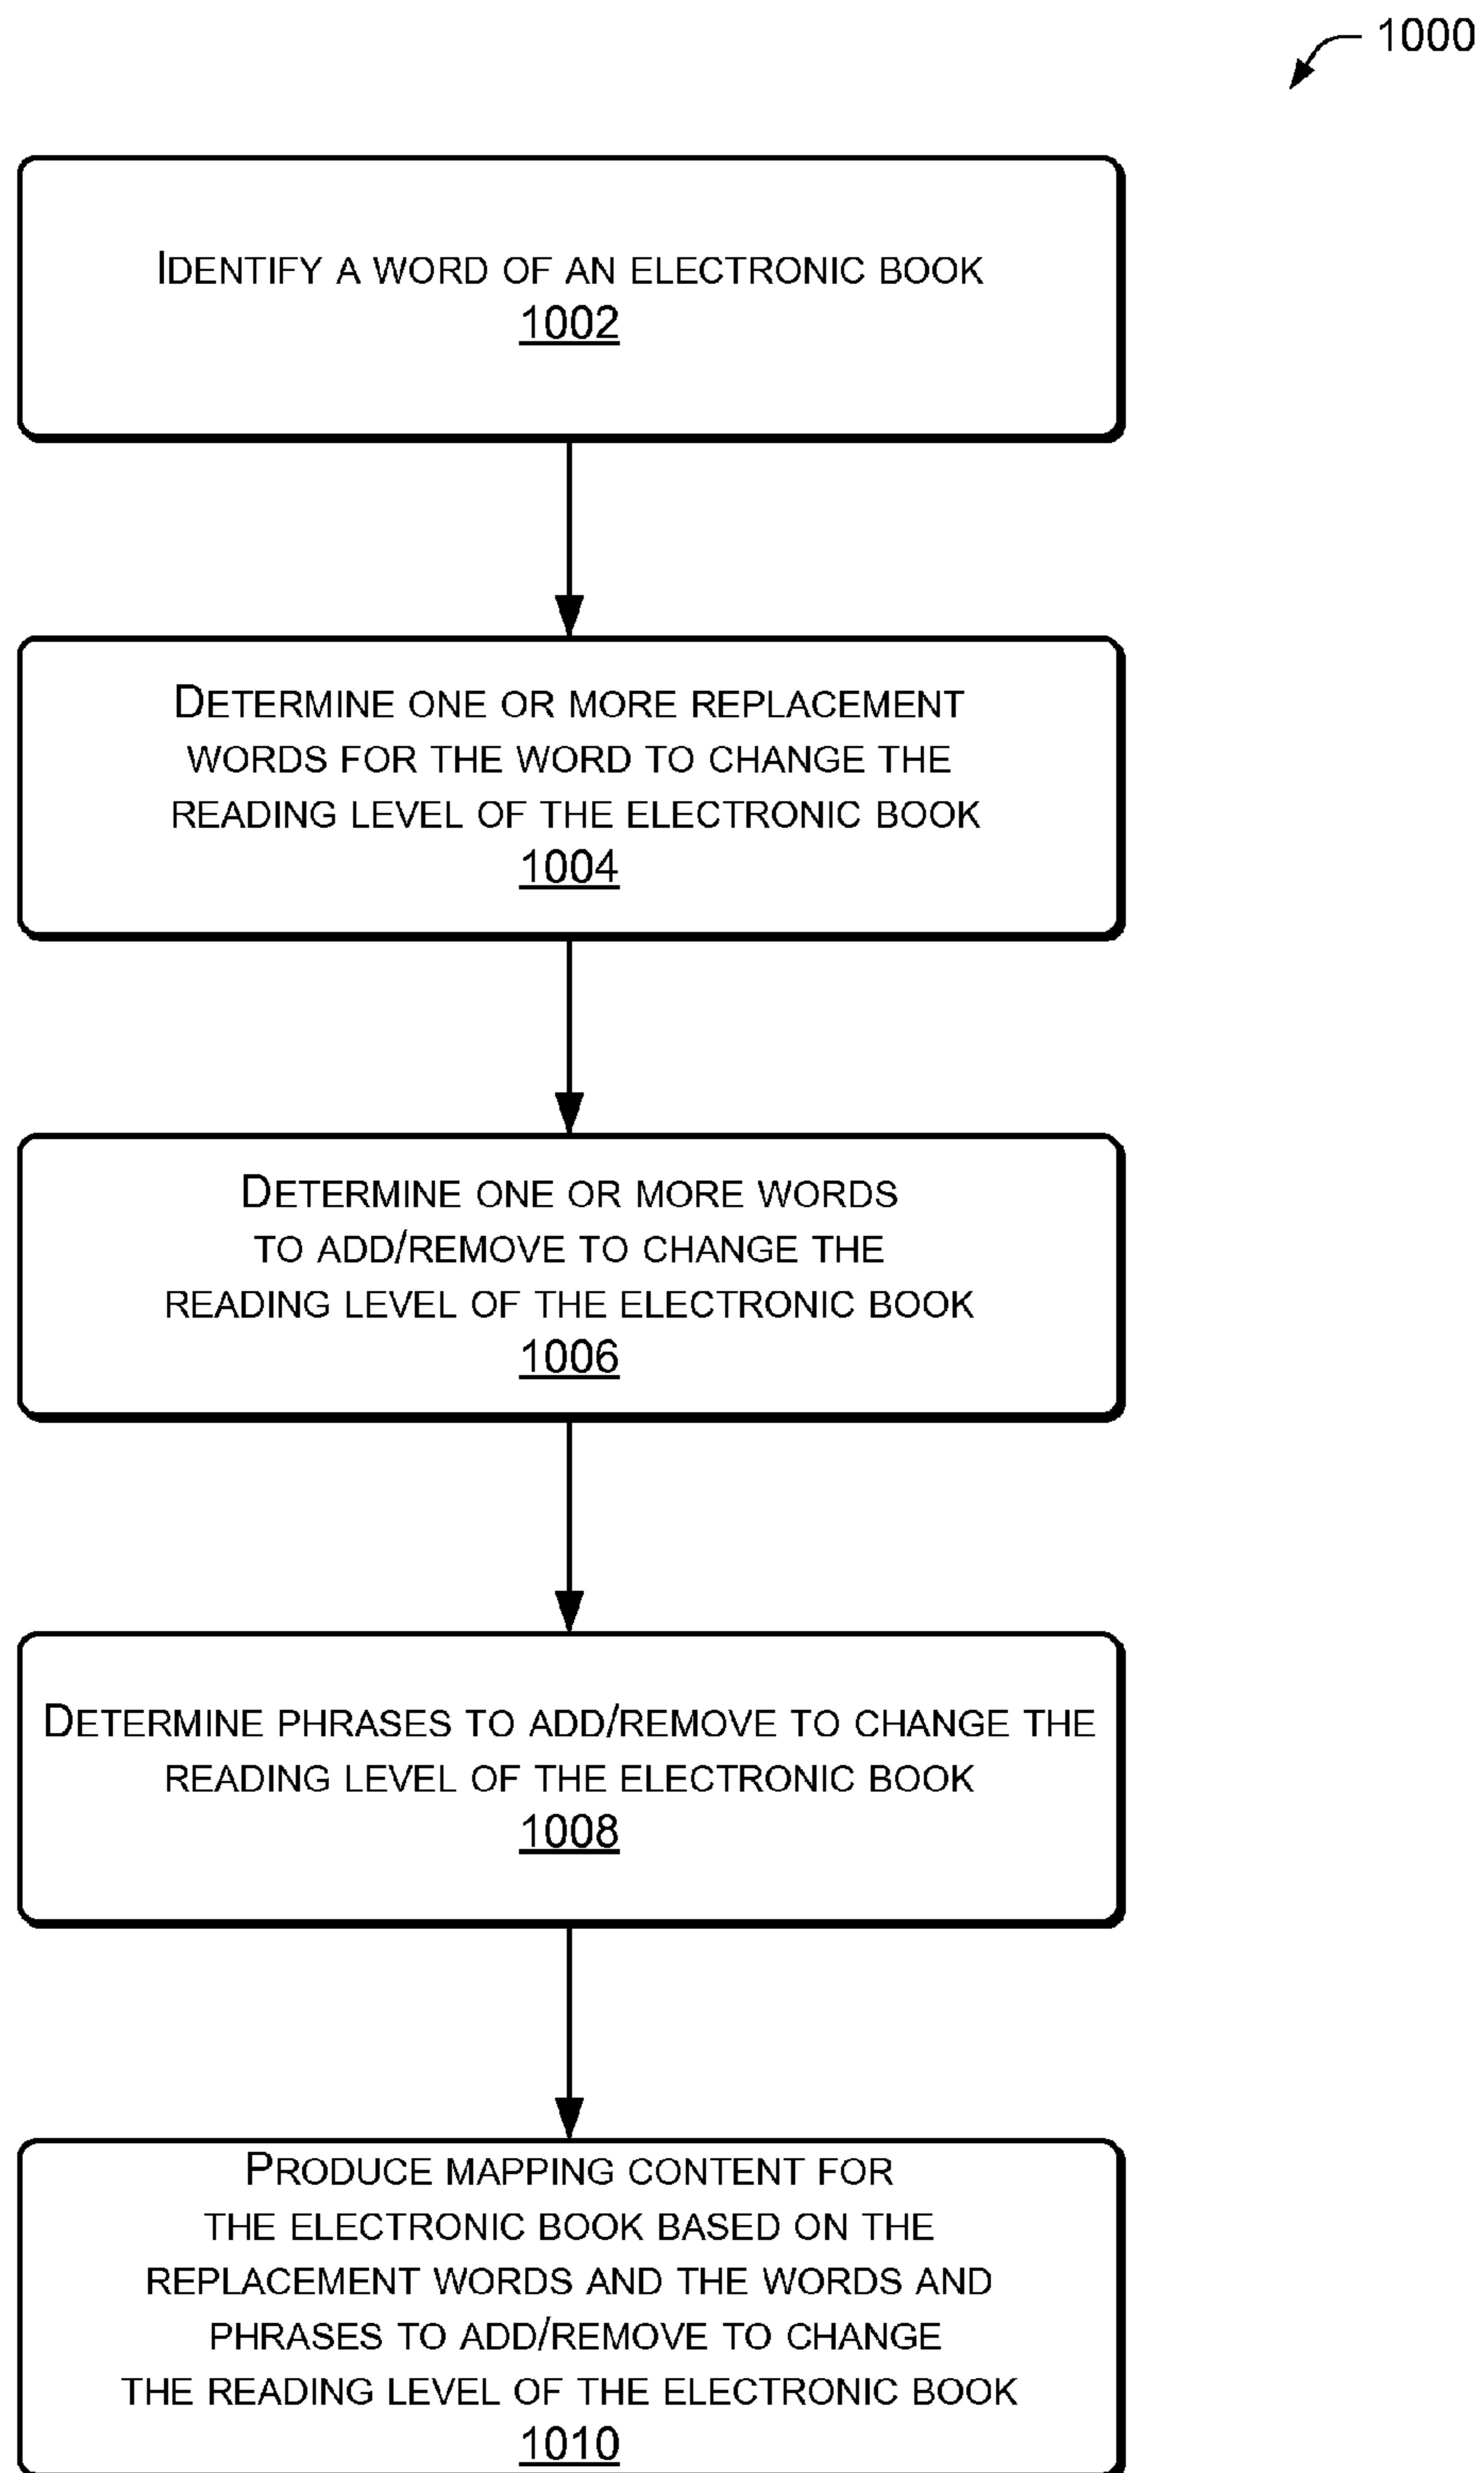 1000
IDENTIFY A WORD OF AN ELECTRONIC BOOK
1002
DETERMINE ONE OR MORE REPLACEMENT
WORDS FOR THE WORD TO CHANGE THE
READING LEVEL OF THE ELECTRONIC BOOK
1004
DETERMINE ONE OR MORE WORDS
TO ADD/REMOVE TO CHANGE THE
READING LEVEL OF THE ELECTRONIC BOOK
1006
DETERMINE PHRASES TO ADD/REMOVE TO CHANGE THE
READING LEVEL OF THE ELECTRONIC BOOK
1008
PRODUCE MAPPING CONTENT FOR
THE ELECTRONIC BOOK BASED ON THE
REPLACEMENT WORDS AND THE WORDS AND
PHRASES TO ADD/REMOVE TO CHANGE
THE READING LEVEL OF THE ELECTRONIC BOOK
1010